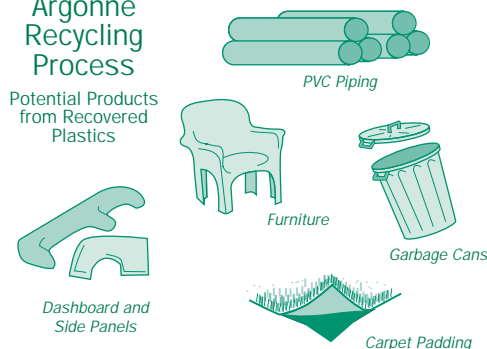 Argonne
Recycling
Process
Potential Products
from Recovered
Plastics
PVC Piping
Furniture
Garbage Cans
Dashboard and
Side Panels
Carpet Padding